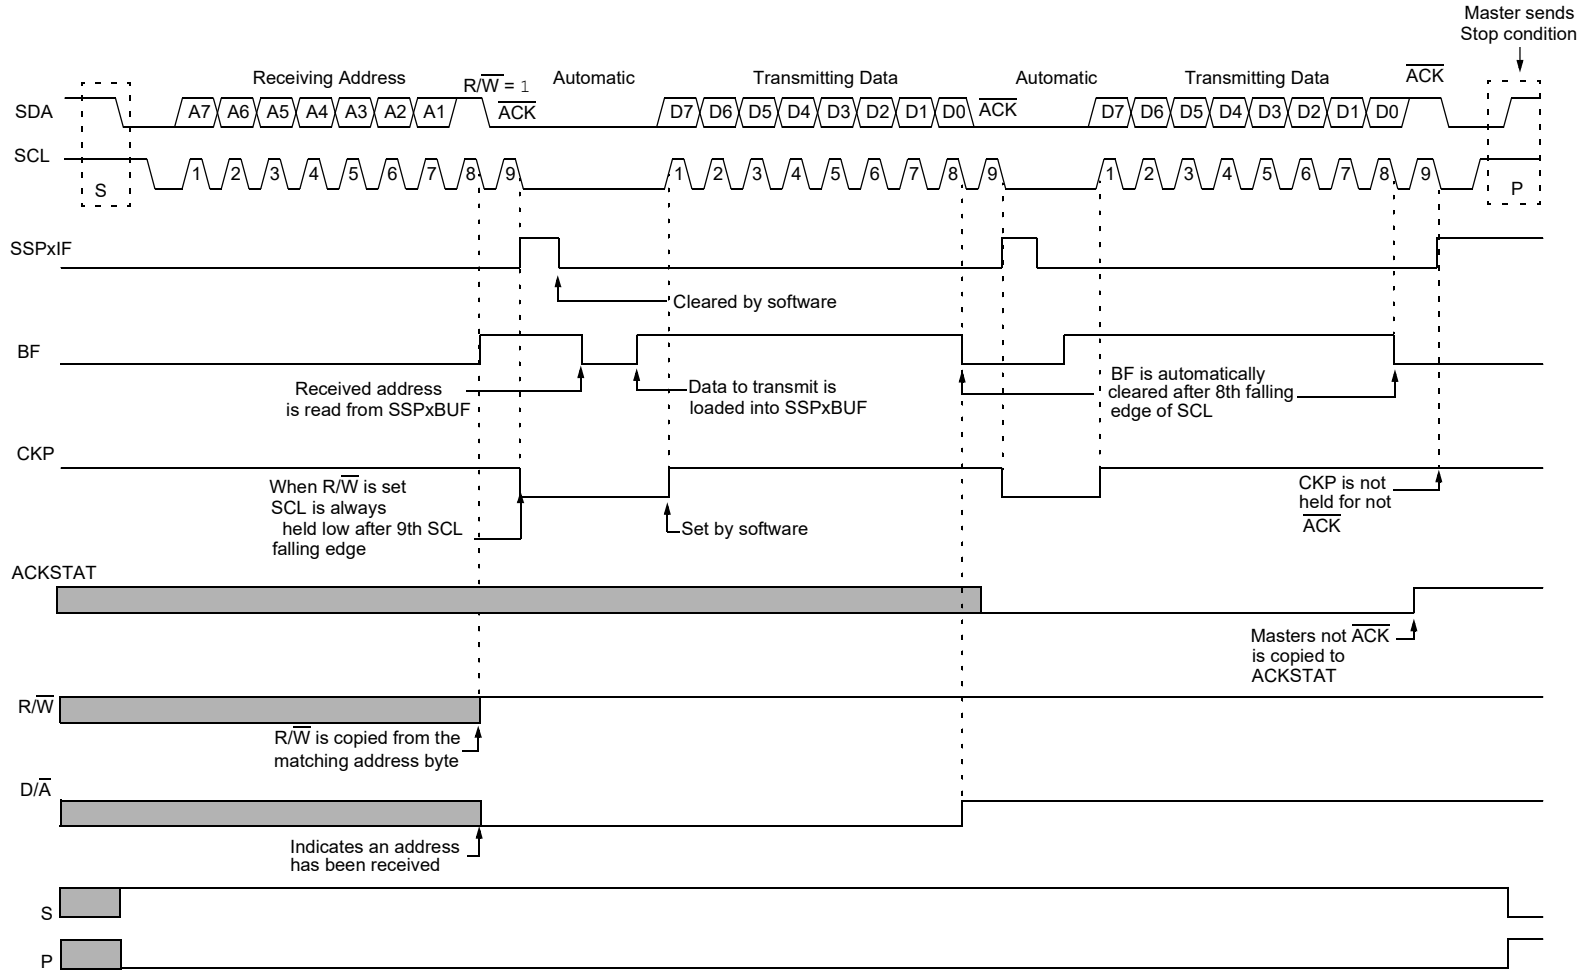 Master sends
Stop condition
Receiving Address
R/W̅ = 1
Automatic
Transmitting Data
Automatic
Transmitting Data
A̅C̅K̅
SDA
A7 A6 A5 A4 A3 A2 A1
A̅C̅K̅
D7 D6 D5 D4 D3 D2 D1 D0
A̅C̅K̅
D7 D6 D5 D4 D3 D2 D1 D0
SCL
S
1 2 3 4 5 6 7 8 9
1 2 3 4 5 6 7 8 9
1 2 3 4 5 6 7 8 9
P
SSPxIF
Cleared by software
BF
Received address
is read from SSPxBUF
Data to transmit is
loaded into SSPxBUF
BF is automatically
cleared after 8th falling
edge of SCL
CKP
When R/W̅ is set
SCL is always
held low after 9th SCL
falling edge
Set by software
CKP is not
held for not
A̅C̅K̅
ACKSTAT
Masters not A̅C̅K̅
is copied to
ACKSTAT
R/W̅
R/W̅ is copied from the
matching address byte
D/A̅
Indicates an address
has been received
S
P